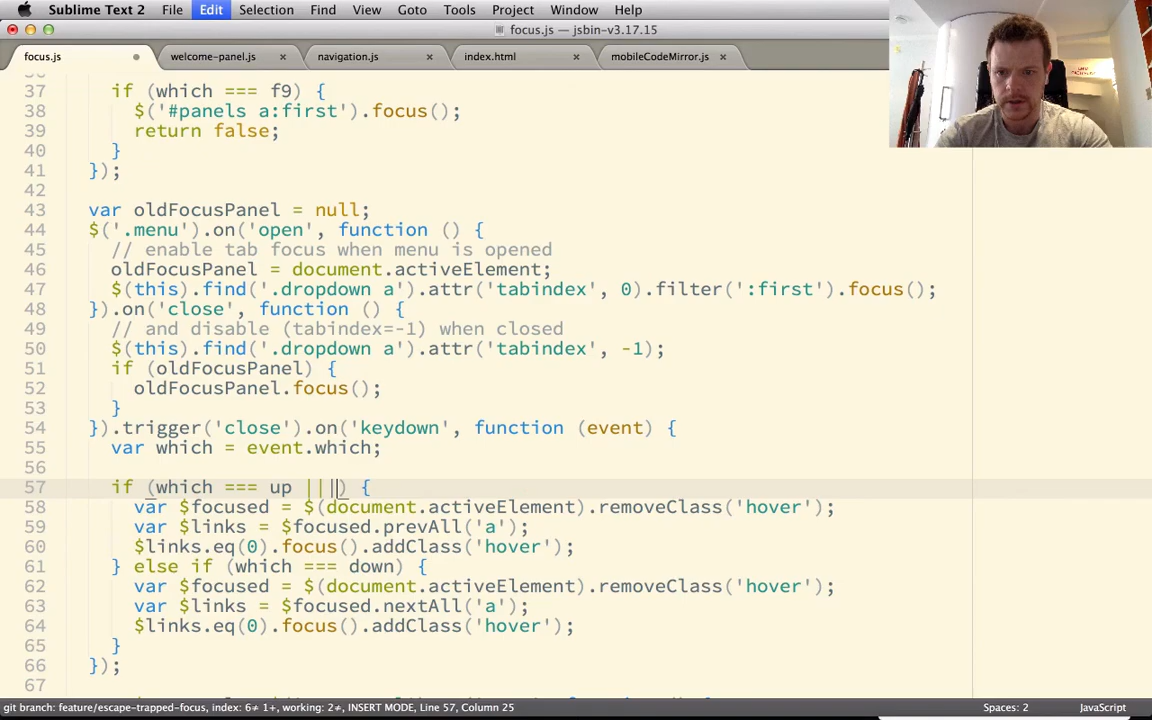 Sublime Text 2 File Edit Selection Find View Goto Tools Project Window Help
focus.js — jsbin-v3.17.15
focus.js welcome-panel.js navigation.js index.html mobileCodeMirror.js
37 if (which === f9) {
38 $('#panels a:first').focus();
39 return false;
40 }
41 });
42
43 var oldFocusPanel = null;
44 $('.menu').on('open', function () {
45 // enable tab focus when menu is opened
46 oldFocusPanel = document.activeElement;
47 $(this).find('.dropdown a').attr('tabindex', 0).filter(':first').focus();
48 }).on('close', function () {
49 // and disable (tabindex=-1) when closed
50 $(this).find('.dropdown a').attr('tabindex', -1);
51 if (oldFocusPanel) {
52 oldFocusPanel.focus();
53 }
54 }).trigger('close').on('keydown', function (event) {
55 var which = event.which;
56
57 if (which === up ||) {
58 var $focused = $(document.activeElement).removeClass('hover');
59 var $links = $focused.prevAll('a');
60 $links.eq(0).focus().addClass('hover');
61 } else if (which === down) {
62 var $focused = $(document.activeElement).removeClass('hover');
63 var $links = $focused.nextAll('a');
64 $links.eq(0).focus().addClass('hover');
65 }
66 });
67
git branch: feature/escape-trapped-focus, index: 6≠ 1+, working: 2≠, INSERT MODE, Line 57, Column 25 Spaces: 2 JavaScript